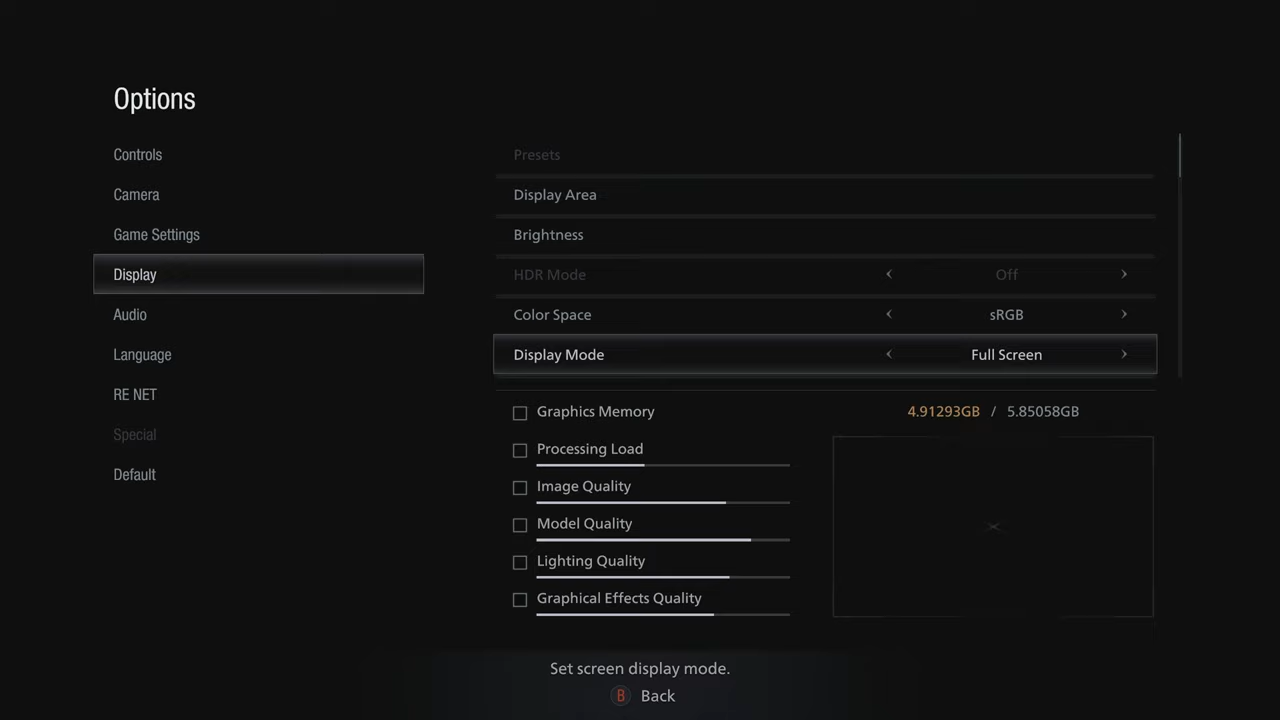 Options
Controls
Camera
Game Settings
Display
Audio
Language
RE NET
Special
Default
Presets
Display Area
Brightness
HDR Mode Off
Color Space sRGB
Display Mode Full Screen
Graphics Memory 4.91293GB / 5.85058GB
Processing Load
Image Quality
Model Quality
Lighting Quality
Graphical Effects Quality
Set screen display mode.
B Back